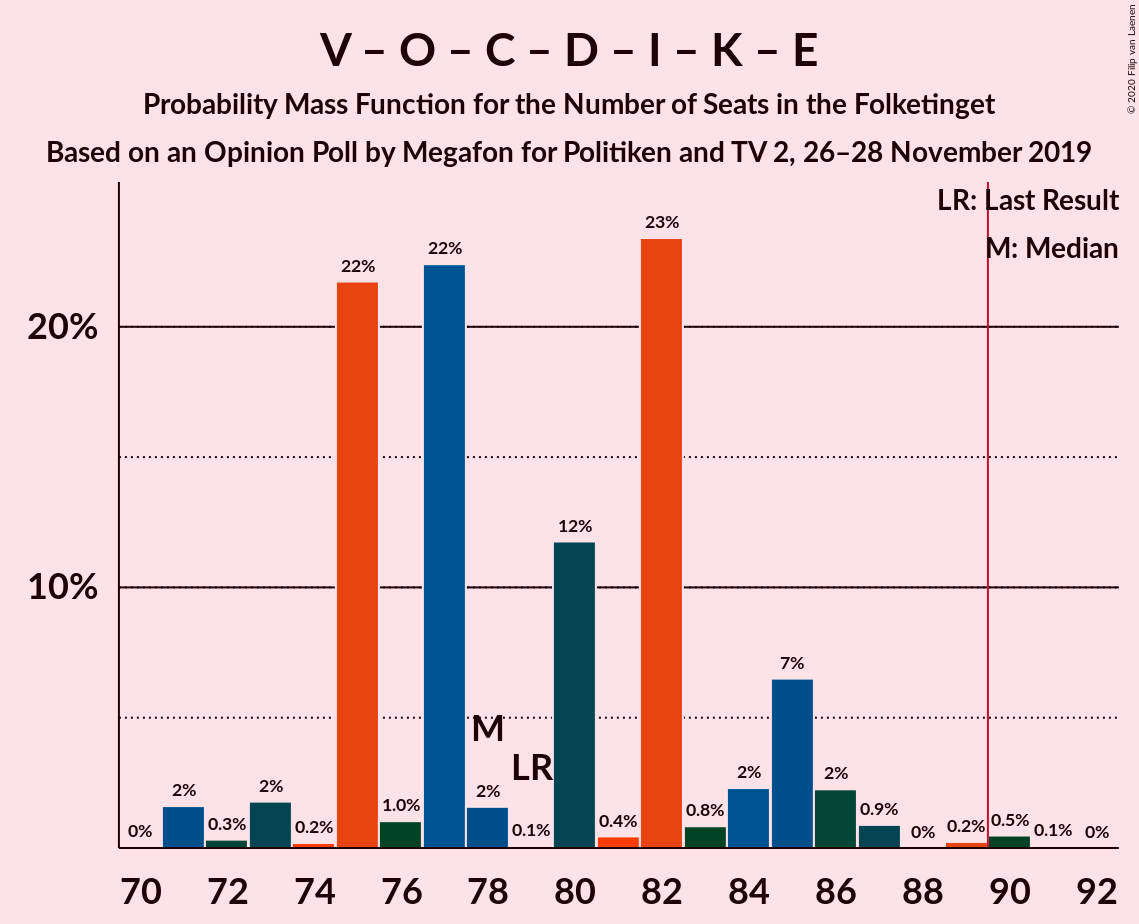 V – O – C – D – I – K – E
Probability Mass Function for the Number of Seats in the Folketinget
Based on an Opinion Poll by Megafon for Politiken and TV 2, 26–28 November 2019
© 2020 Filip van Laenen
LR: Last Result
M: Median
20%
10%
0%
2%
0.3%
2%
0.2%
22%
1.0%
22%
2%
0.1%
12%
0.4%
23%
0.8%
2%
7%
2%
0.9%
0%
0.2%
0.5%
0.1%
0%
M
LR
70 72 74 76 78 80 82 84 86 88 90 92